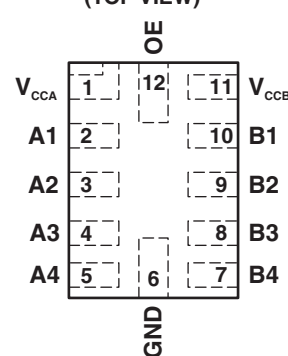 (TOP VIEW)
OE
VCCA 1 12 11 VCCB
A1 2 10 B1
A2 3 9 B2
A3 4 8 B3
A4 5 6 7 B4
GND